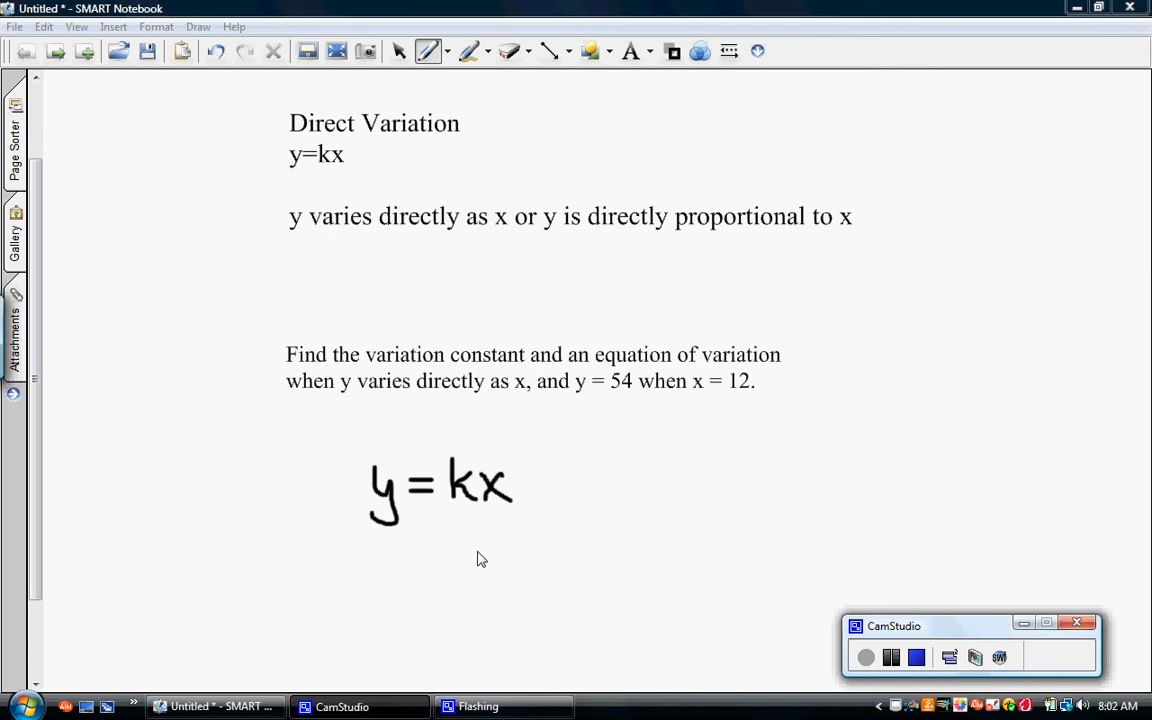 Untitled * - SMART Notebook
File Edit View Insert Format Draw Help
Page Sorter
Gallery
Attachments
Direct Variation
y=kx
y varies directly as x or y is directly proportional to x
Find the variation constant and an equation of variation
when y varies directly as x, and y = 54 when x = 12.
y = kx
CamStudio
Untitled * - SMART ...
CamStudio
Flashing
8:02 AM